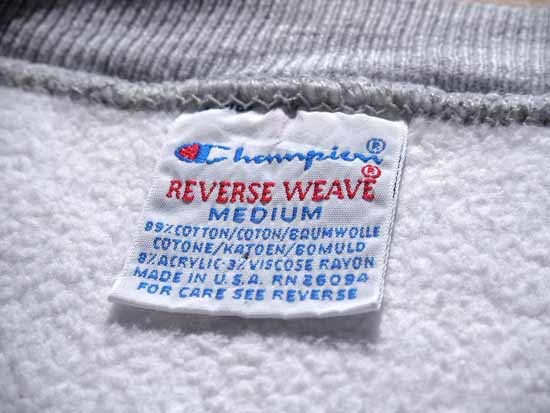 Champion®
REVERSE WEAVE®
MEDIUM
89% COTTON/COTON/BAUMWOLLE
COTONE/KATOEN/BOMULD
8% ACRYLIC·3% VISCOSE RAYON
MADE IN U.S.A. RN 26094
FOR CARE SEE REVERSE